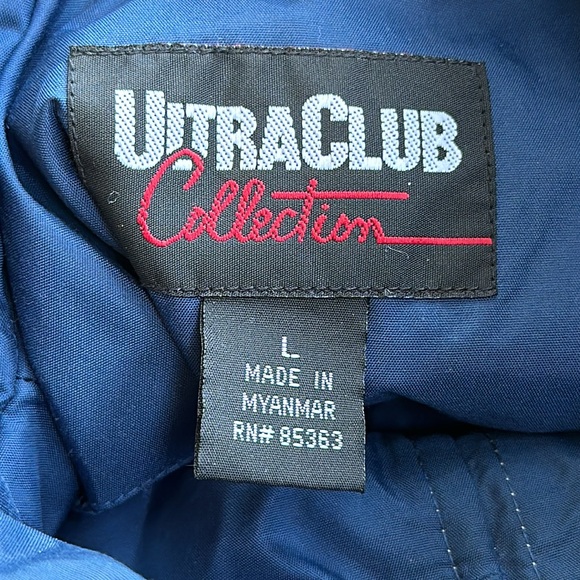 ULTRACLUB
Collection
L
MADE IN
MYANMAR
RN# 85363